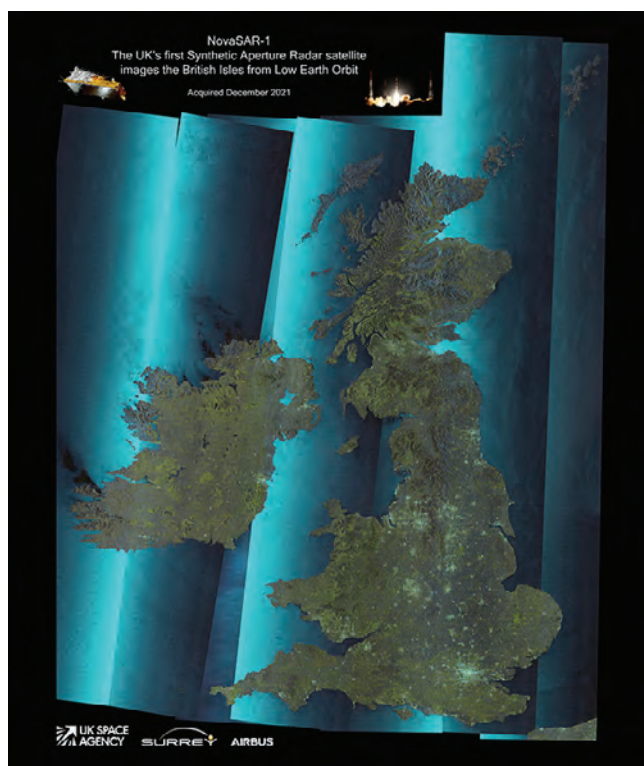 NovaSAR-1
The UK's first Synthetic Aperture Radar satellite
images the British Isles from Low Earth Orbit
Acquired December 2021
UK SPACE
AGENCY
SURREY
AIRBUS